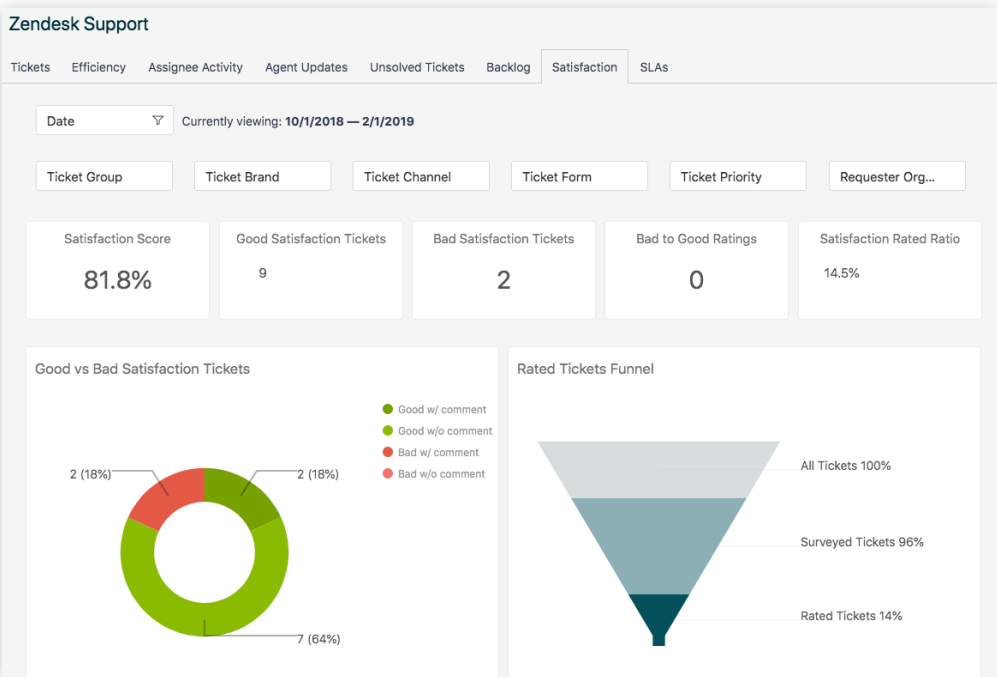 Zendesk Support
Tickets Efficiency Assignee Activity Agent Updates Unsolved Tickets Backlog Satisfaction SLAs
Date Currently viewing: 10/1/2018 — 2/1/2019
Ticket Group Ticket Brand Ticket Channel Ticket Form Ticket Priority Requester Org...
Satisfaction Score
81.8%
Good Satisfaction Tickets
9
Bad Satisfaction Tickets
2
Bad to Good Ratings
0
Satisfaction Rated Ratio
14.5%
Good vs Bad Satisfaction Tickets
Good w/ comment
Good w/o comment
Bad w/ comment
Bad w/o comment
2 (18%)
2 (18%)
7 (64%)
Rated Tickets Funnel
All Tickets 100%
Surveyed Tickets 96%
Rated Tickets 14%